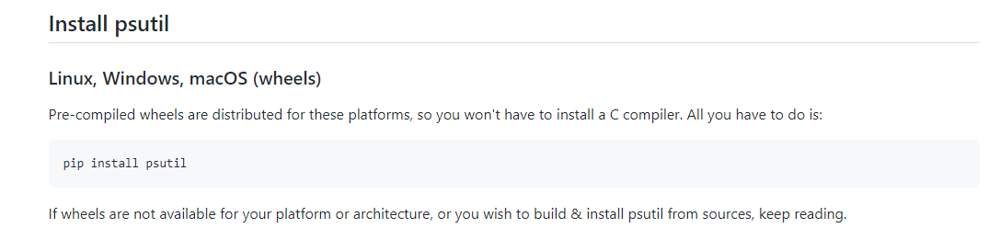 Install psutil
Linux, Windows, macOS (wheels)
Pre-compiled wheels are distributed for these platforms, so you won't have to install a C compiler. All you have to do is:
pip install psutil
If wheels are not available for your platform or architecture, or you wish to build & install psutil from sources, keep reading.